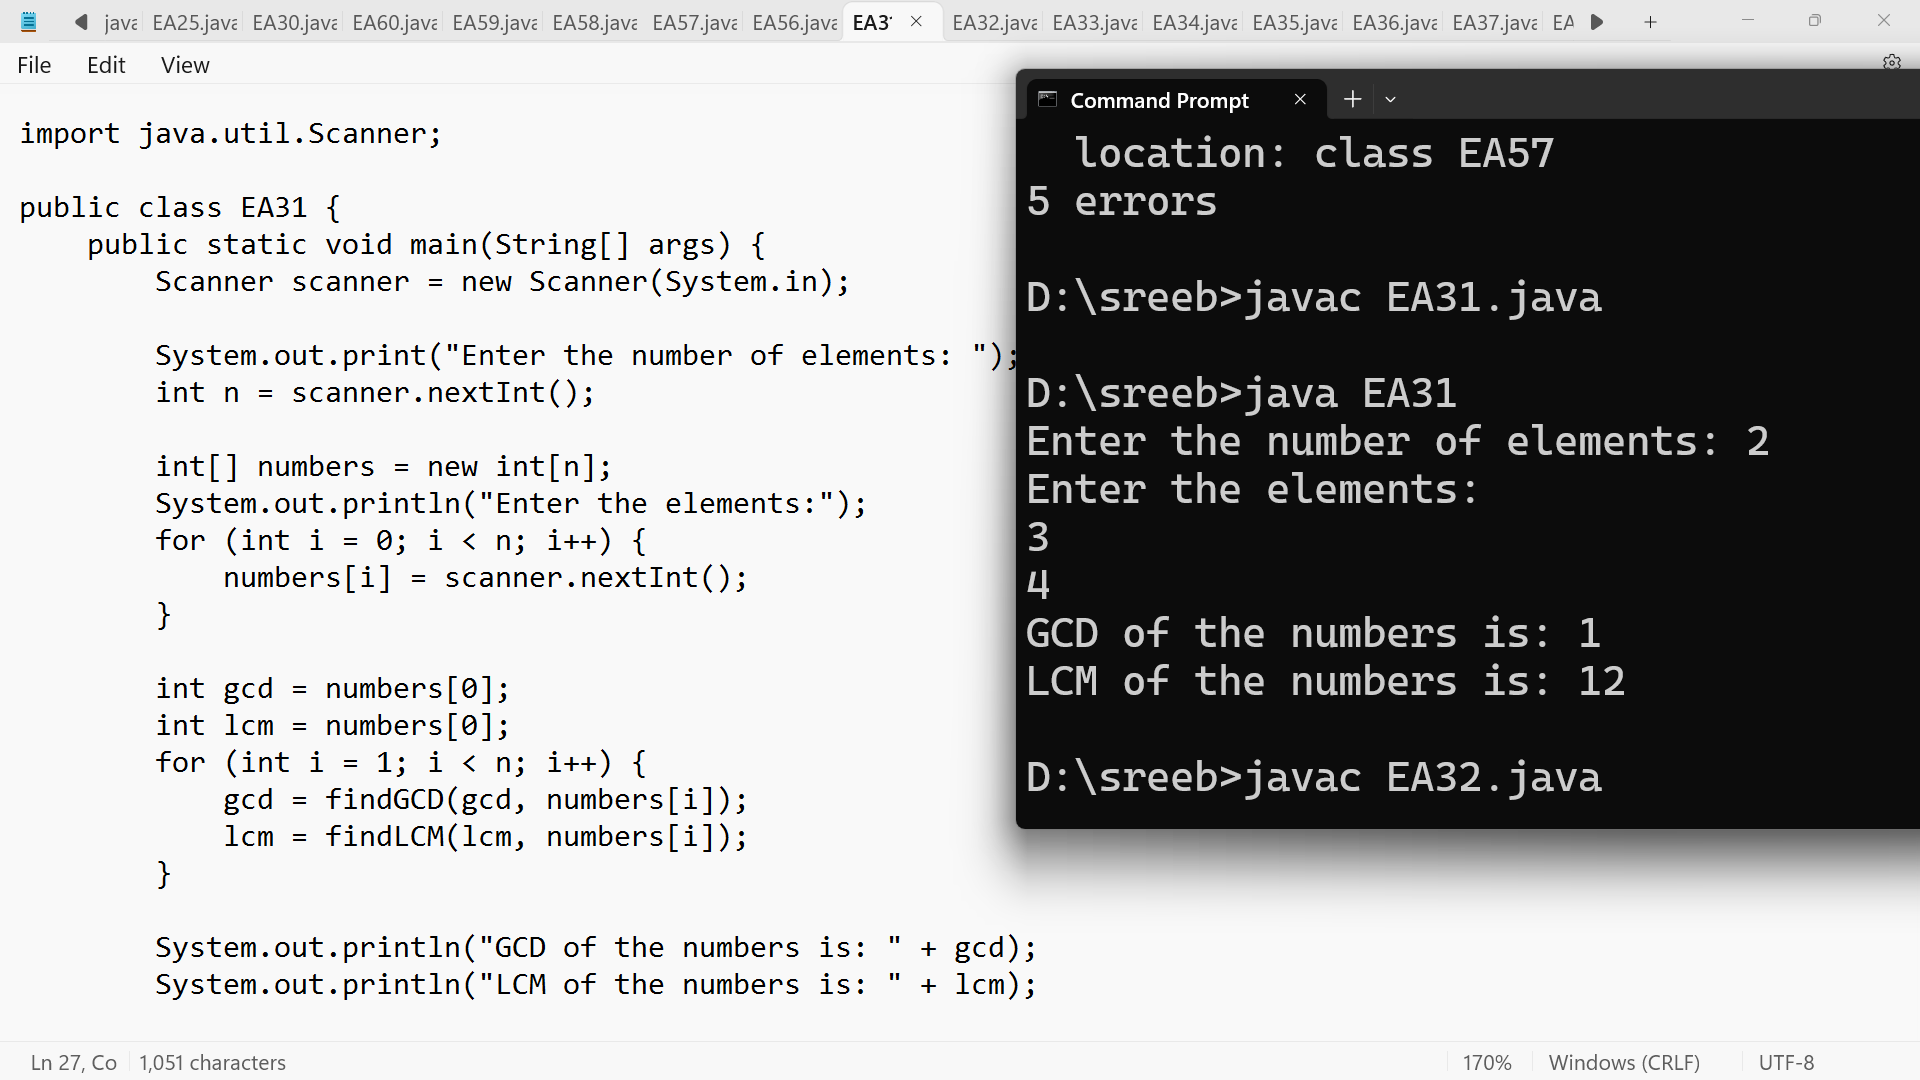 java EA25.java EA30.java EA60.java EA59.java EA58.java EA57.java EA56.java EA31 EA32.java EA33.java EA34.java EA35.java EA36.java EA37.java EA
File Edit View
import java.util.Scanner;
public class EA31 {
public static void main(String[] args) {
Scanner scanner = new Scanner(System.in);
System.out.print("Enter the number of elements: ");
int n = scanner.nextInt();
int[] numbers = new int[n];
System.out.println("Enter the elements:");
for (int i = 0; i < n; i++) {
numbers[i] = scanner.nextInt();
}
int gcd = numbers[0];
int lcm = numbers[0];
for (int i = 1; i < n; i++) {
gcd = findGCD(gcd, numbers[i]);
lcm = findLCM(lcm, numbers[i]);
}
System.out.println("GCD of the numbers is: " + gcd);
System.out.println("LCM of the numbers is: " + lcm);
Command Prompt
location: class EA57
5 errors
D:\sreeb>javac EA31.java
D:\sreeb>java EA31
Enter the number of elements: 2
Enter the elements:
3
4
GCD of the numbers is: 1
LCM of the numbers is: 12
D:\sreeb>javac EA32.java
Ln 27, Co 1,051 characters 170% Windows (CRLF) UTF-8